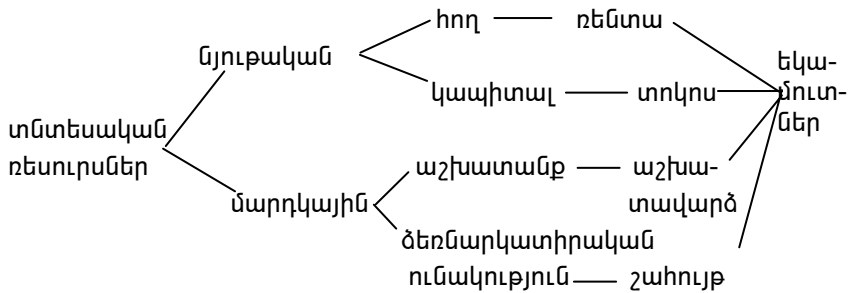 հող
ռենտա
նյութական
եկա-
մուտ-
ներ
կապիտալ
տոկոս
տնտեսական
ռեսուրսներ
աշխատանք
աշխա-
տավարձ
մարդկային
ձեռնարկատիրական
ունակություն
շահույթ